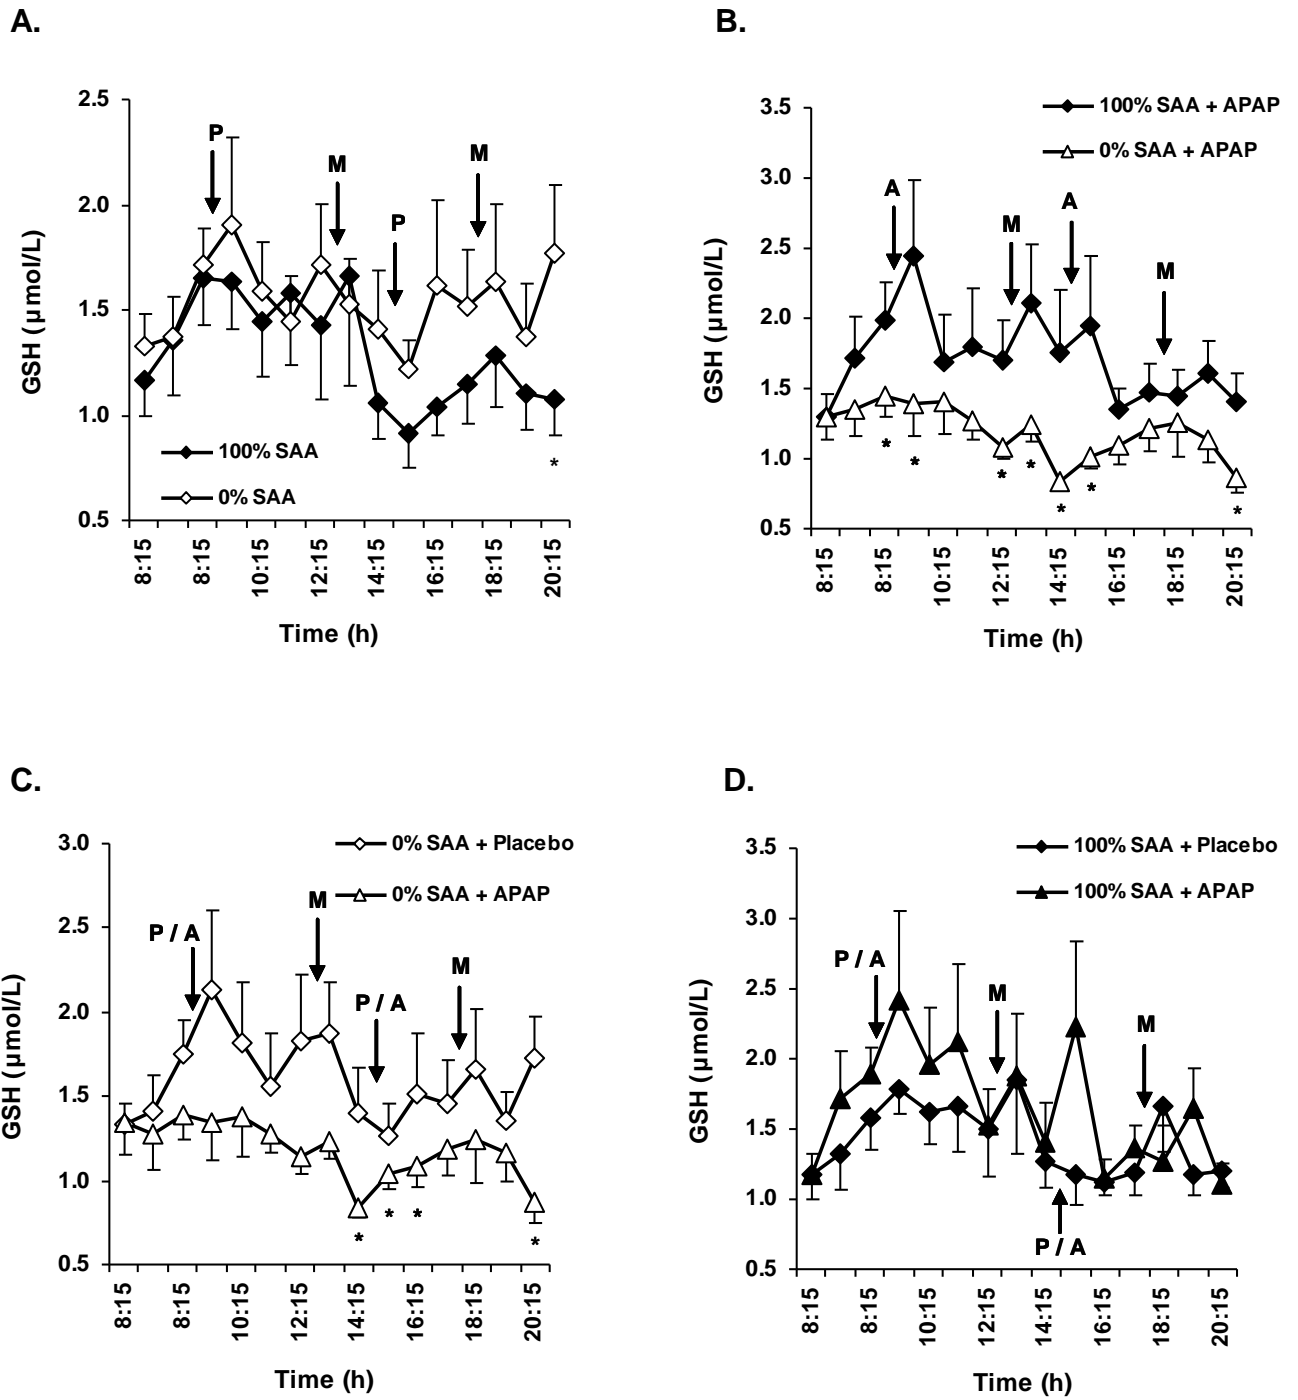 A.
2.5
2.0
1.5
1.0
0.5
GSH (µmol/L)
P
M
P
M
100% SAA
0% SAA
*
8:15
8:15
10:15
12:15
14:15
16:15
18:15
20:15
Time (h)
B.
100% SAA + APAP
0% SAA + APAP
3.5
3.0
2.5
2.0
1.5
1.0
0.5
GSH (µmol/L)
A
M
A
M
*
*
*
*
*
*
*
8:15
8:15
10:15
12:15
14:15
16:15
18:15
20:15
Time (h)
C.
0% SAA + Placebo
0% SAA + APAP
3.0
2.5
2.0
1.5
1.0
0.5
GSH (µmol/L)
P / A
M
P / A
M
*
*
*
*
8:15
8:15
10:15
12:15
14:15
16:15
18:15
20:15
Time (h)
D.
100% SAA + Placebo
100% SAA + APAP
3.5
3.0
2.5
2.0
1.5
1.0
0.5
GSH (µmol/L)
P / A
M
M
P / A
8:15
8:15
10:15
12:15
14:15
16:15
18:15
20:15
Time (h)